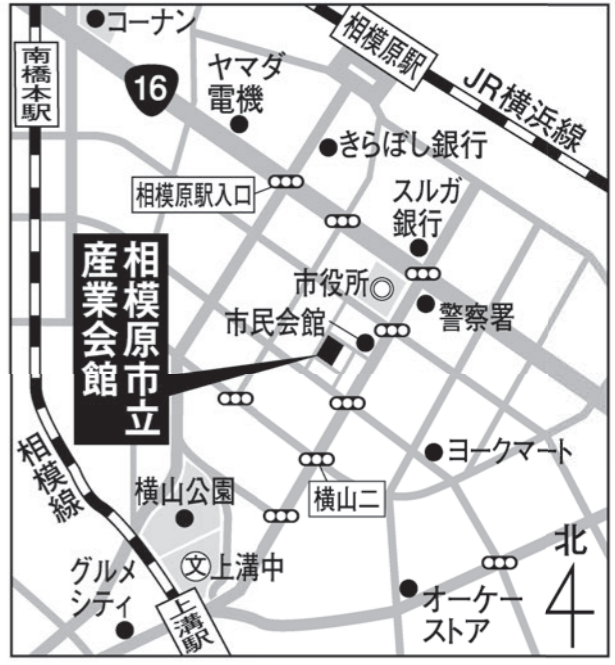 コーナン
南橋本駅
16
ヤマダ
電機
相模原駅
JR横浜線
きらぼし銀行
相模原駅入口
スルガ
銀行
相模原市立
産業会館
市役所
市民会館
警察署
相模線
横山公園
横山二
ヨークマート
文
上溝中
グルメ
シティ
上溝駅
オーケー
ストア
北